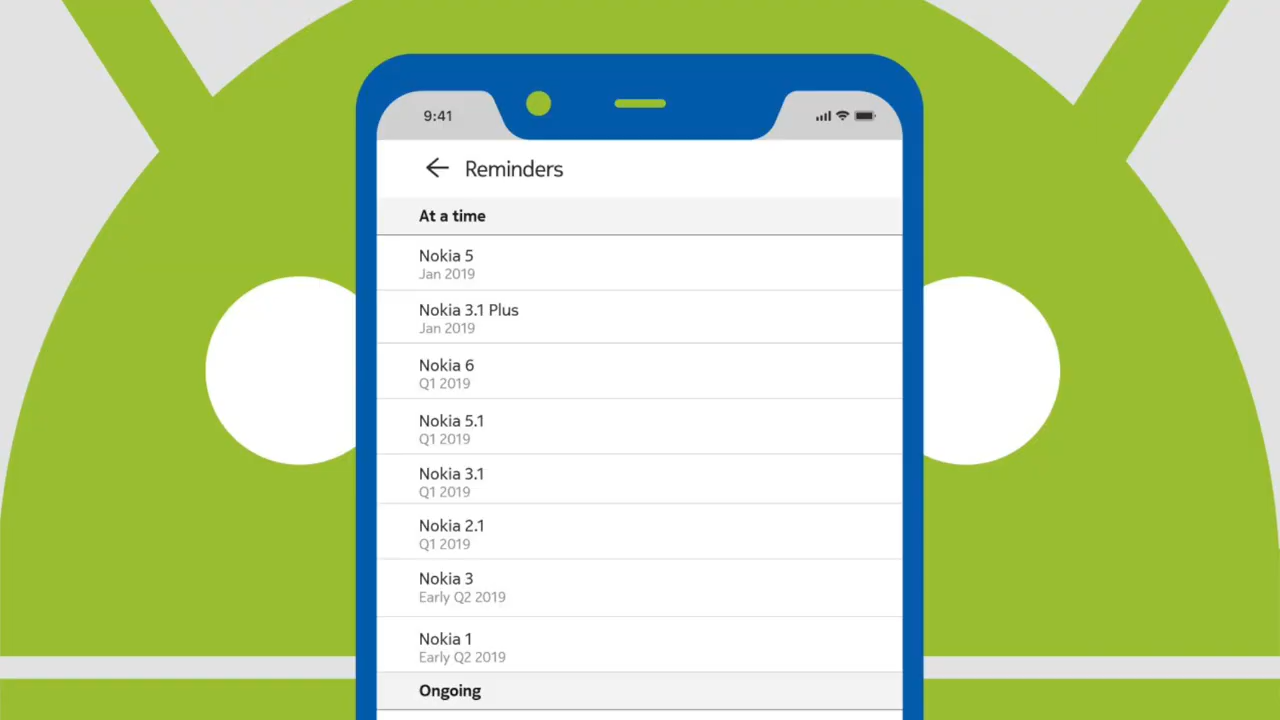 9:41
Reminders
At a time
Nokia 5
Jan 2019
Nokia 3.1 Plus
Jan 2019
Nokia 6
Q1 2019
Nokia 5.1
Q1 2019
Nokia 3.1
Q1 2019
Nokia 2.1
Q1 2019
Nokia 3
Early Q2 2019
Nokia 1
Early Q2 2019
Ongoing